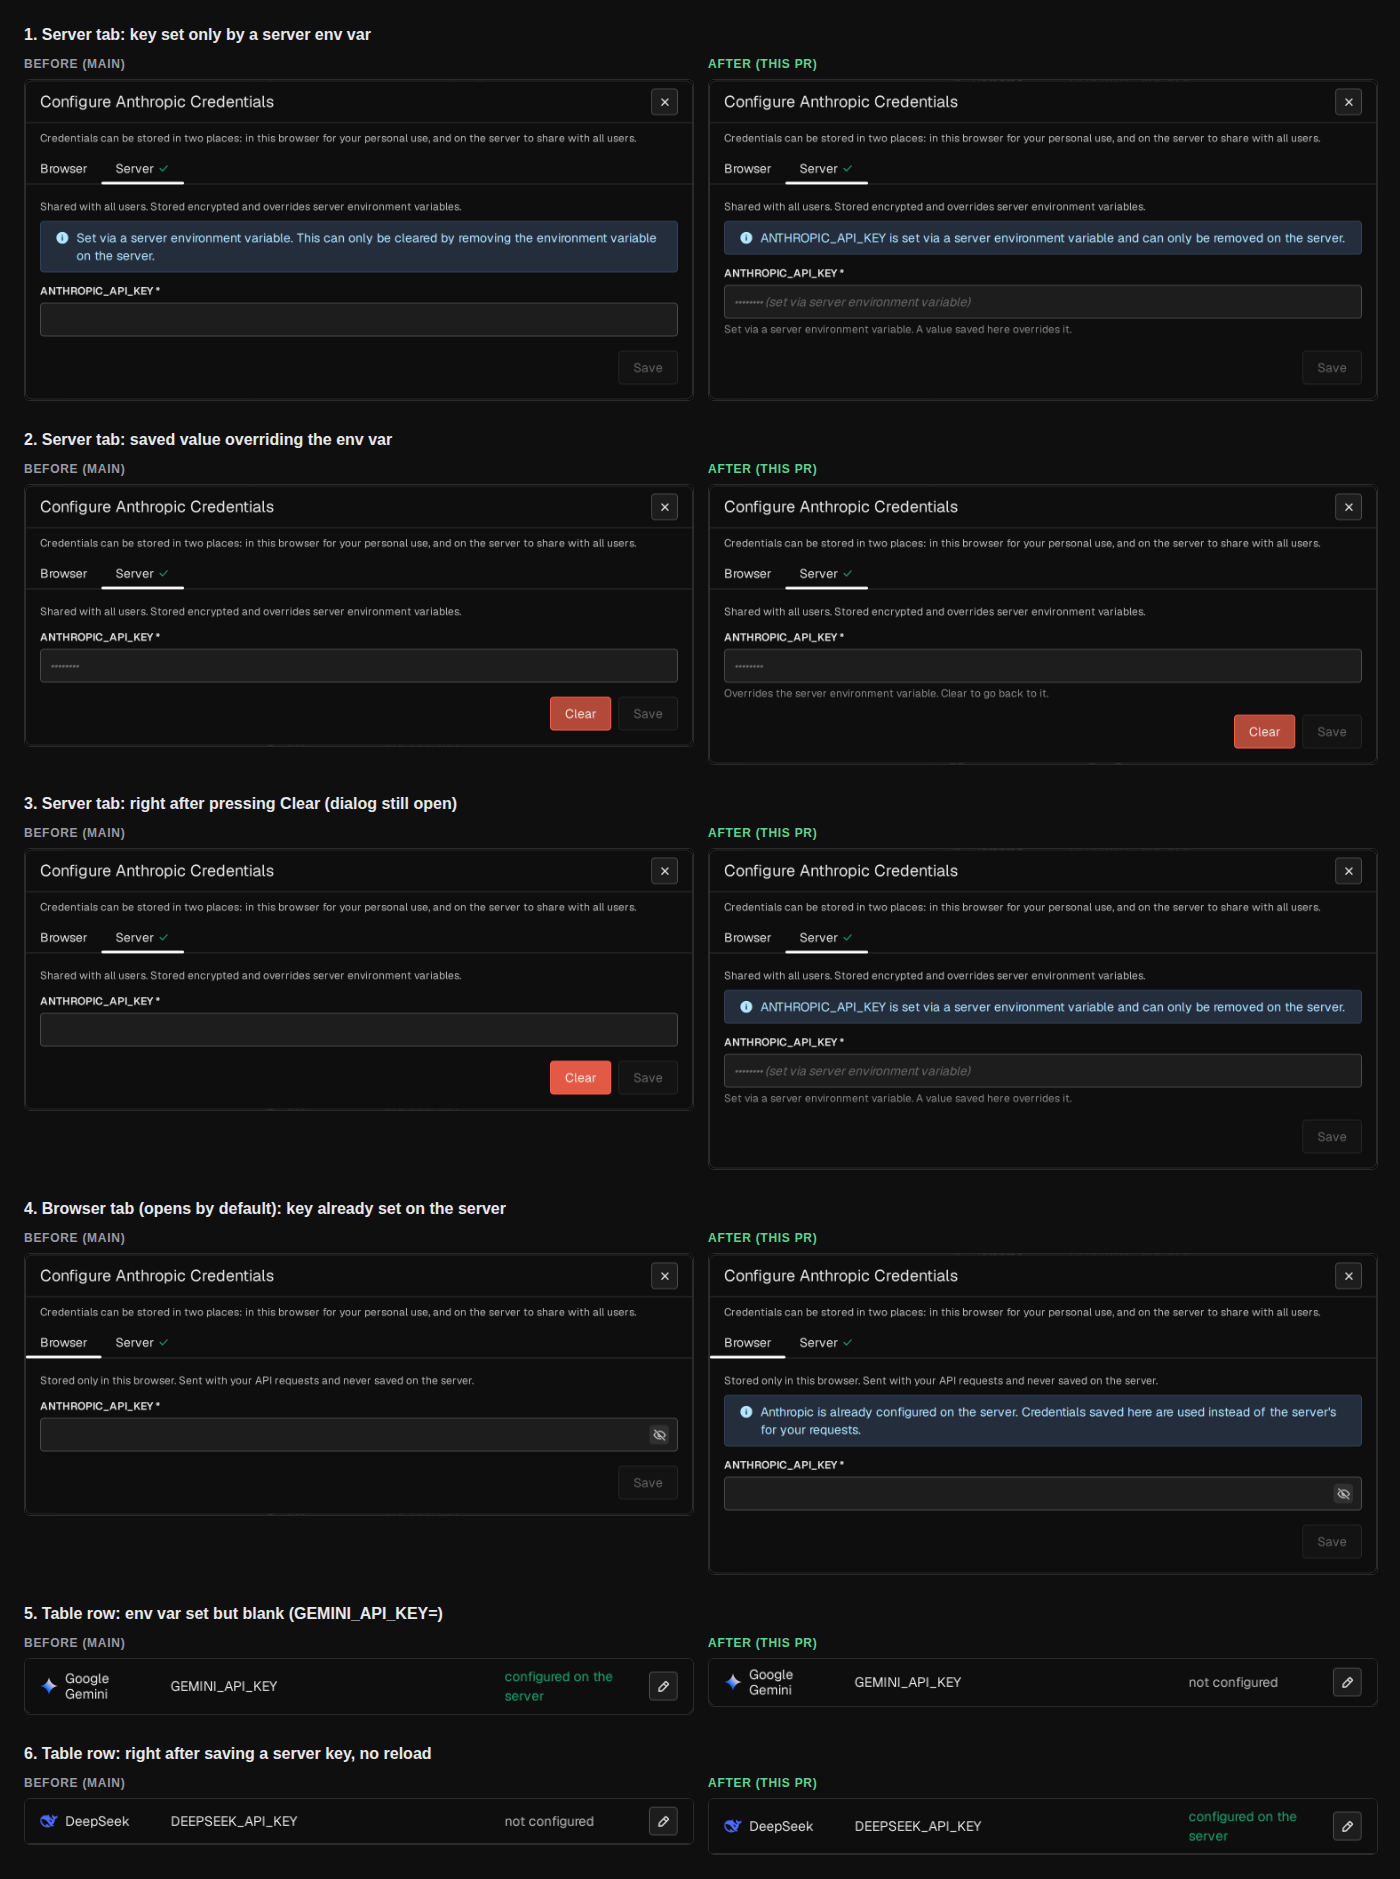 1. Server tab: key set only by a server env var
BEFORE (MAIN)
Configure Anthropic Credentials
Credentials can be stored in two places: in this browser for your personal use, and on the server to share with all users.
Browser
Server
Shared with all users. Stored encrypted and overrides server environment variables.
Set via a server environment variable. This can only be cleared by removing the environment variable
on the server.
ANTHROPIC_API_KEY *
Save
AFTER (THIS PR)
Configure Anthropic Credentials
Credentials can be stored in two places: in this browser for your personal use, and on the server to share with all users.
Browser
Server
Shared with all users. Stored encrypted and overrides server environment variables.
ANTHROPIC_API_KEY is set via a server environment variable and can only be removed on the server.
ANTHROPIC_API_KEY *
•••••••• (set via server environment variable)
Set via a server environment variable. A value saved here overrides it.
Save
2. Server tab: saved value overriding the env var
BEFORE (MAIN)
Configure Anthropic Credentials
Credentials can be stored in two places: in this browser for your personal use, and on the server to share with all users.
Browser
Server
Shared with all users. Stored encrypted and overrides server environment variables.
ANTHROPIC_API_KEY *
••••••••
Clear
Save
AFTER (THIS PR)
Configure Anthropic Credentials
Credentials can be stored in two places: in this browser for your personal use, and on the server to share with all users.
Browser
Server
Shared with all users. Stored encrypted and overrides server environment variables.
ANTHROPIC_API_KEY *
••••••••
Overrides the server environment variable. Clear to go back to it.
Clear
Save
3. Server tab: right after pressing Clear (dialog still open)
BEFORE (MAIN)
Configure Anthropic Credentials
Credentials can be stored in two places: in this browser for your personal use, and on the server to share with all users.
Browser
Server
Shared with all users. Stored encrypted and overrides server environment variables.
ANTHROPIC_API_KEY *
Clear
Save
AFTER (THIS PR)
Configure Anthropic Credentials
Credentials can be stored in two places: in this browser for your personal use, and on the server to share with all users.
Browser
Server
Shared with all users. Stored encrypted and overrides server environment variables.
ANTHROPIC_API_KEY is set via a server environment variable and can only be removed on the server.
ANTHROPIC_API_KEY *
•••••••• (set via server environment variable)
Set via a server environment variable. A value saved here overrides it.
Save
4. Browser tab (opens by default): key already set on the server
BEFORE (MAIN)
Configure Anthropic Credentials
Credentials can be stored in two places: in this browser for your personal use, and on the server to share with all users.
Browser
Server
Stored only in this browser. Sent with your API requests and never saved on the server.
ANTHROPIC_API_KEY *
Save
AFTER (THIS PR)
Configure Anthropic Credentials
Credentials can be stored in two places: in this browser for your personal use, and on the server to share with all users.
Browser
Server
Stored only in this browser. Sent with your API requests and never saved on the server.
Anthropic is already configured on the server. Credentials saved here are used instead of the server's
for your requests.
ANTHROPIC_API_KEY *
Save
5. Table row: env var set but blank (GEMINI_API_KEY=)
BEFORE (MAIN)
Google
Gemini
GEMINI_API_KEY
configured on the
server
AFTER (THIS PR)
Google
Gemini
GEMINI_API_KEY
not configured
6. Table row: right after saving a server key, no reload
BEFORE (MAIN)
DeepSeek
DEEPSEEK_API_KEY
not configured
AFTER (THIS PR)
DeepSeek
DEEPSEEK_API_KEY
configured on the
server